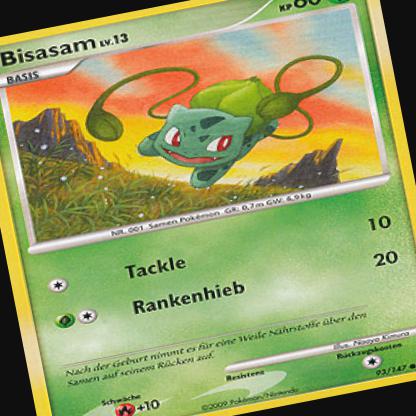 Bisasam LV.13
KP 60
BASIS
NR. 001 Samen Pokémon GR: 0,7m GW: 6,9kg
Tackle 10
Rankenhieb 20
Nach der Geburt nimmt es für eine Weile Nährstoffe über den
Samen auf seinem Rücken auf.
Illus. Naoyo Kimura
Schwäche
+10
Resistenz
Rückzugskosten
©2009 Pokémon/Nintendo
93/147